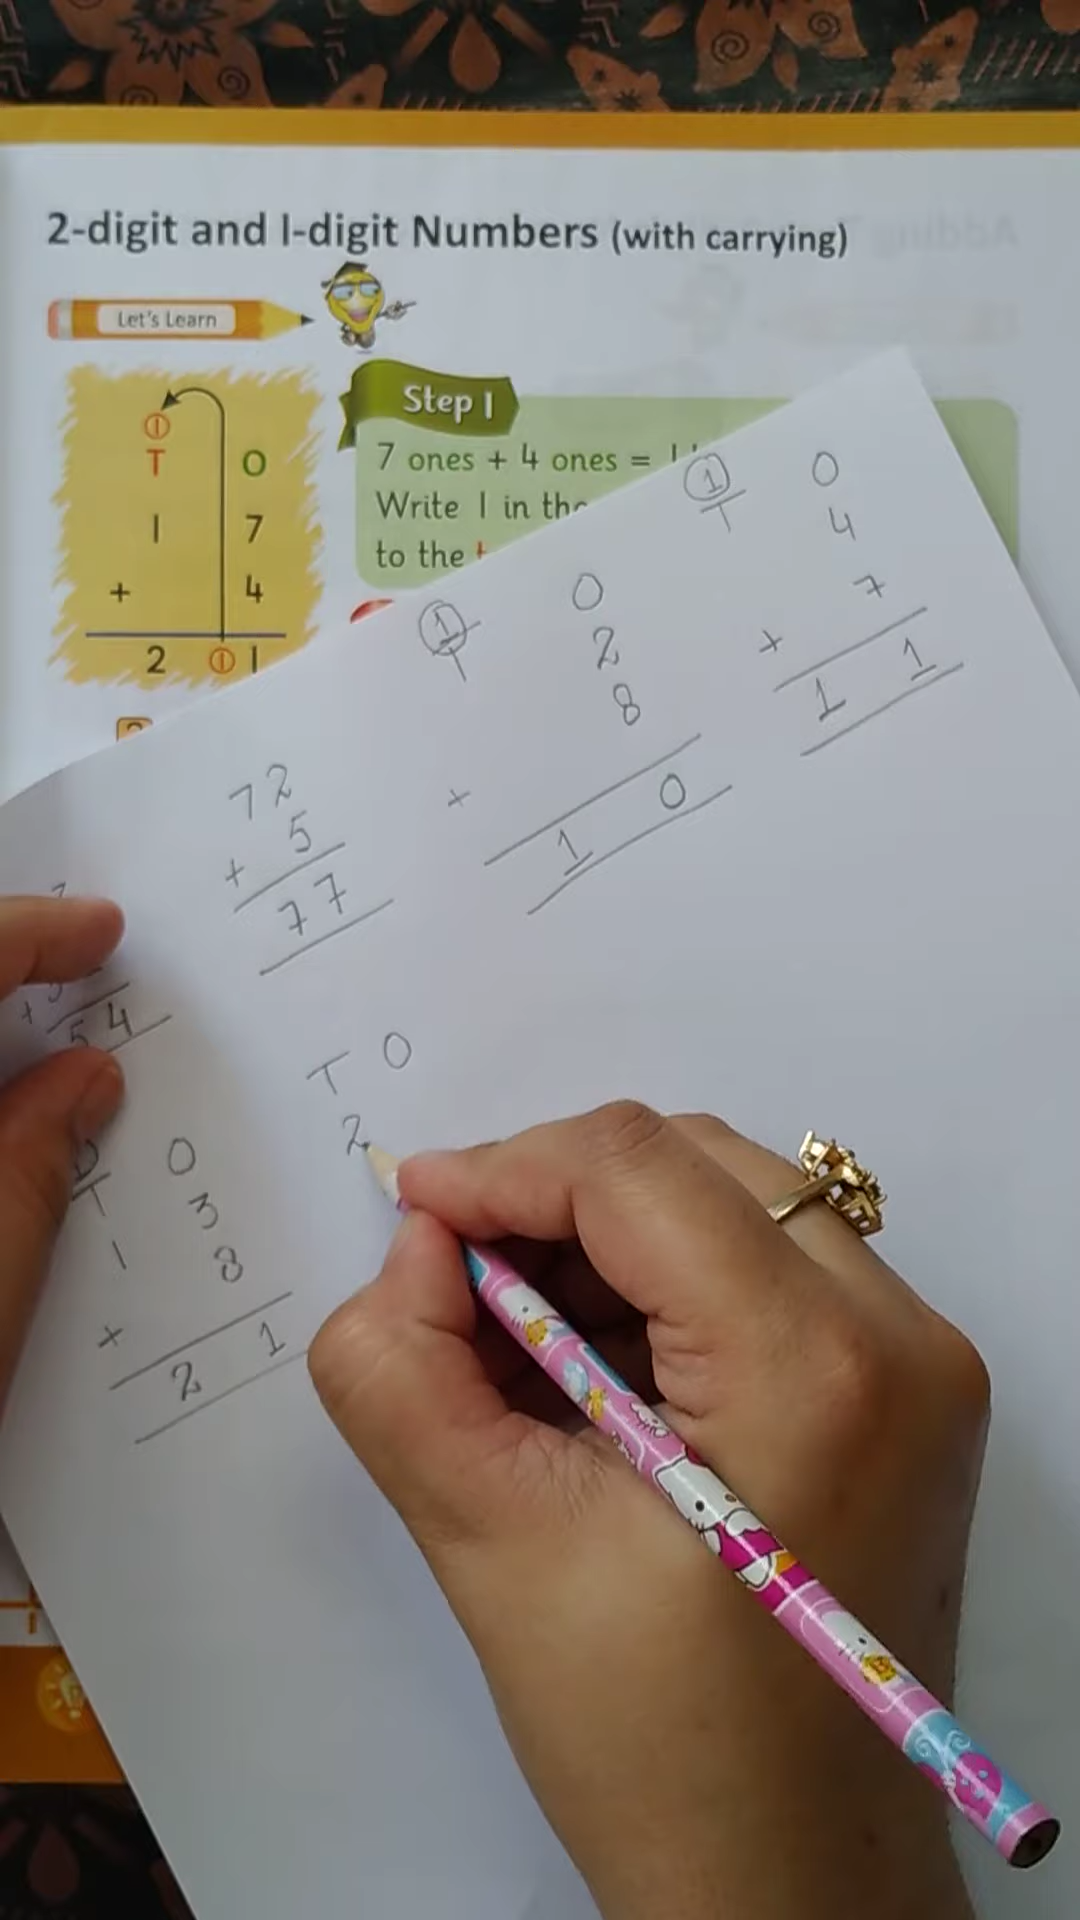 2-digit and 1-digit Numbers (with carrying)
Let's Learn
Step 1
7 ones + 4 ones =
Write 1 in the
to the
1
T O
1 7
+ 4
2 1 1
1
T O
4
+ 7
1 1
1
T O
2
+ 8
1 0
72
+ 5
77
+
54
T O
3
1 8
+
2 1
T O
2